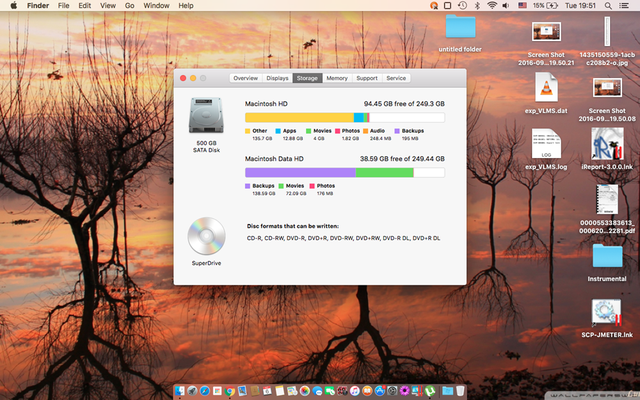 Finder File Edit View Go Window Help
15% Tue 19:51
untitled folder
Screen Shot
2016-09...19.50.21
1435150559-1acb
c208b2-o.jpg
Overview Displays Storage Memory Support Service
Macintosh HD 94.45 GB free of 249.3 GB
Other Apps Movies Photos Audio Backups
135.7 GB 12.88 GB 4 GB 1.82 GB 248.4 MB 195 MB
500 GB
SATA Disk
Macintosh Data HD 38.59 GB free of 249.44 GB
Backups Movies Photos
138.59 GB 72.09 GB 176 MB
Disc formats that can be written:
CD-R, CD-RW, DVD-R, DVD+R, DVD-RW, DVD+RW, DVD-R DL, DVD+R DL
SuperDrive
exp_VLMS.dat
Screen Shot
2016-09...19.50.08
LOG
exp_VLMS.log
iReport-3.0.0.lnk
0000553383613_
000620...2281.pdf
Instrumental
SCP-JMETER.lnk